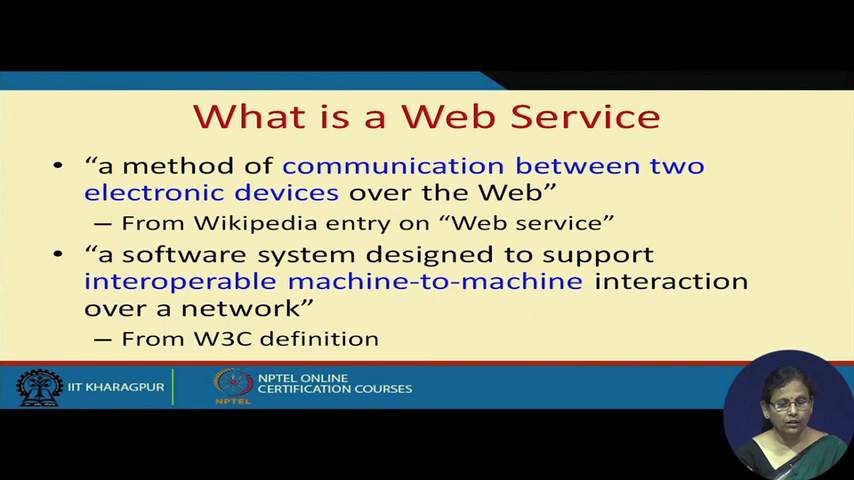 What is a Web Service
• “a method of communication between two
electronic devices over the Web”
– From Wikipedia entry on “Web service”
• “a software system designed to support
interoperable machine-to-machine interaction
over a network”
– From W3C definition
IIT KHARAGPUR
NPTEL
NPTEL ONLINE
CERTIFICATION COURSES